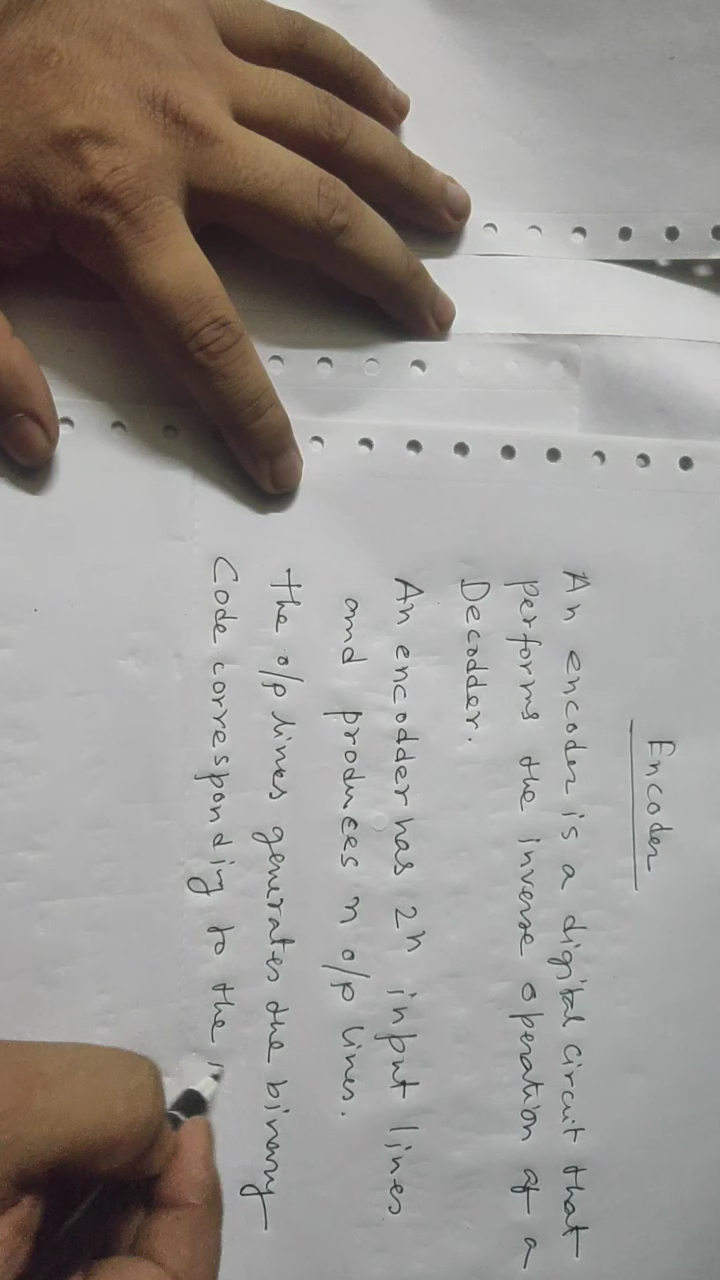 Encoder
An encoder is a digital circuit that
performs the inverse operation of a
Decodder.
An encodder has 2n input lines
and produces n o/p lines.
the o/p lines generates the binary
Code corresponding to the